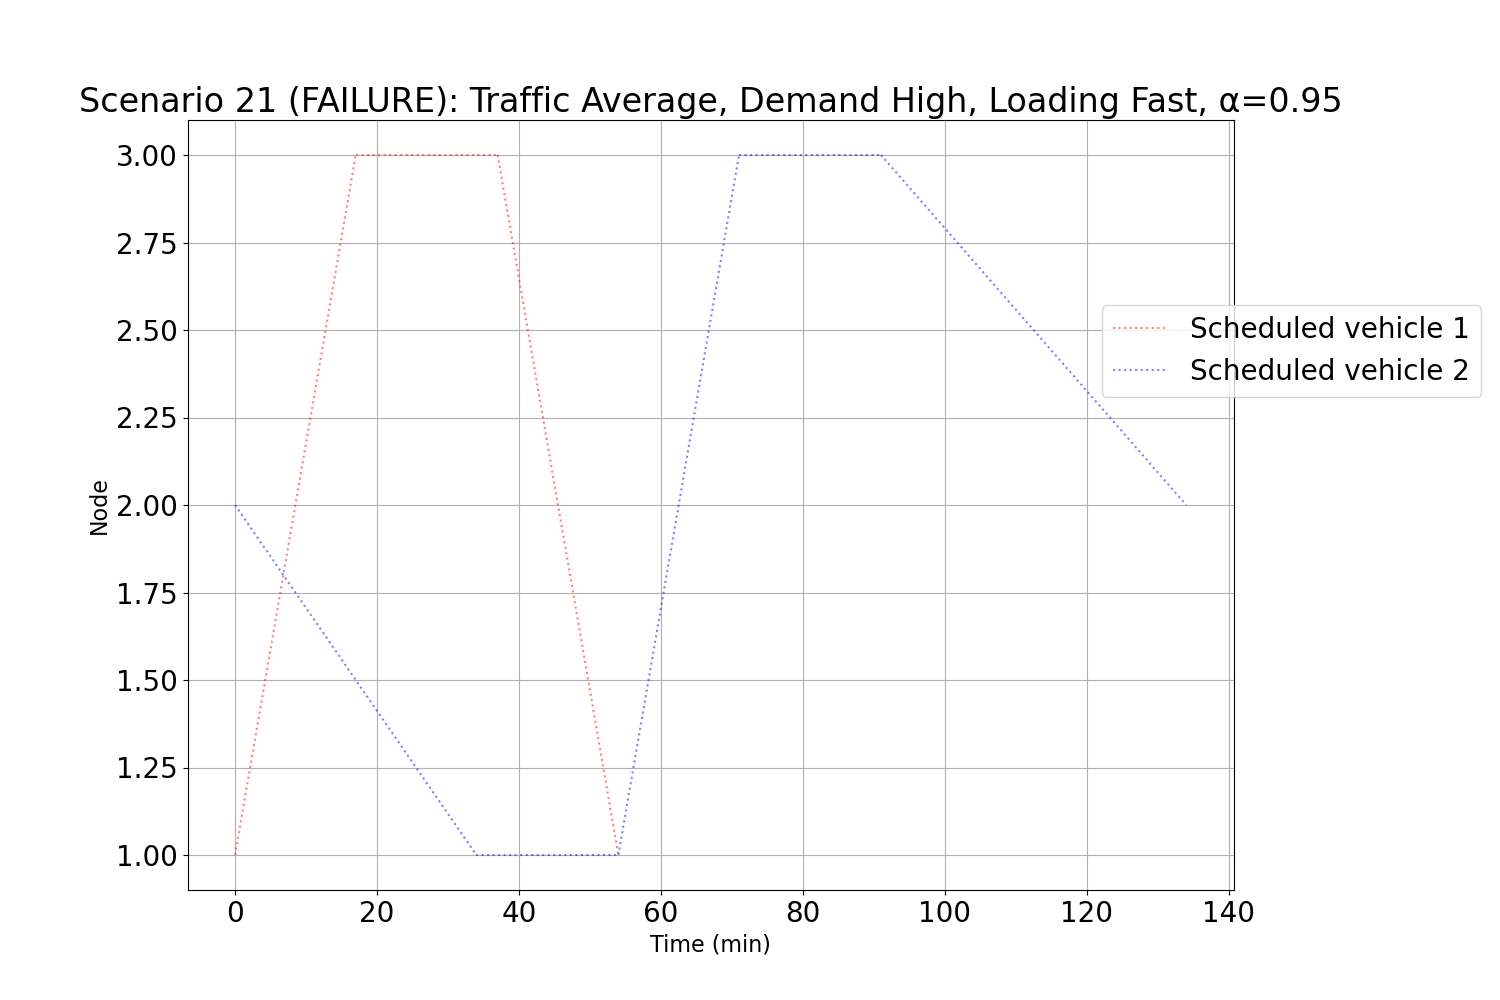 Scenario 21 (FAILURE): Traffic Average, Demand High, Loading Fast, α=0.95
3.00
2.75
2.50
2.25
2.00
1.75
1.50
1.25
1.00
Node
Scheduled vehicle 1
Scheduled vehicle 2
0 20 40 60 80 100 120 140
Time (min)